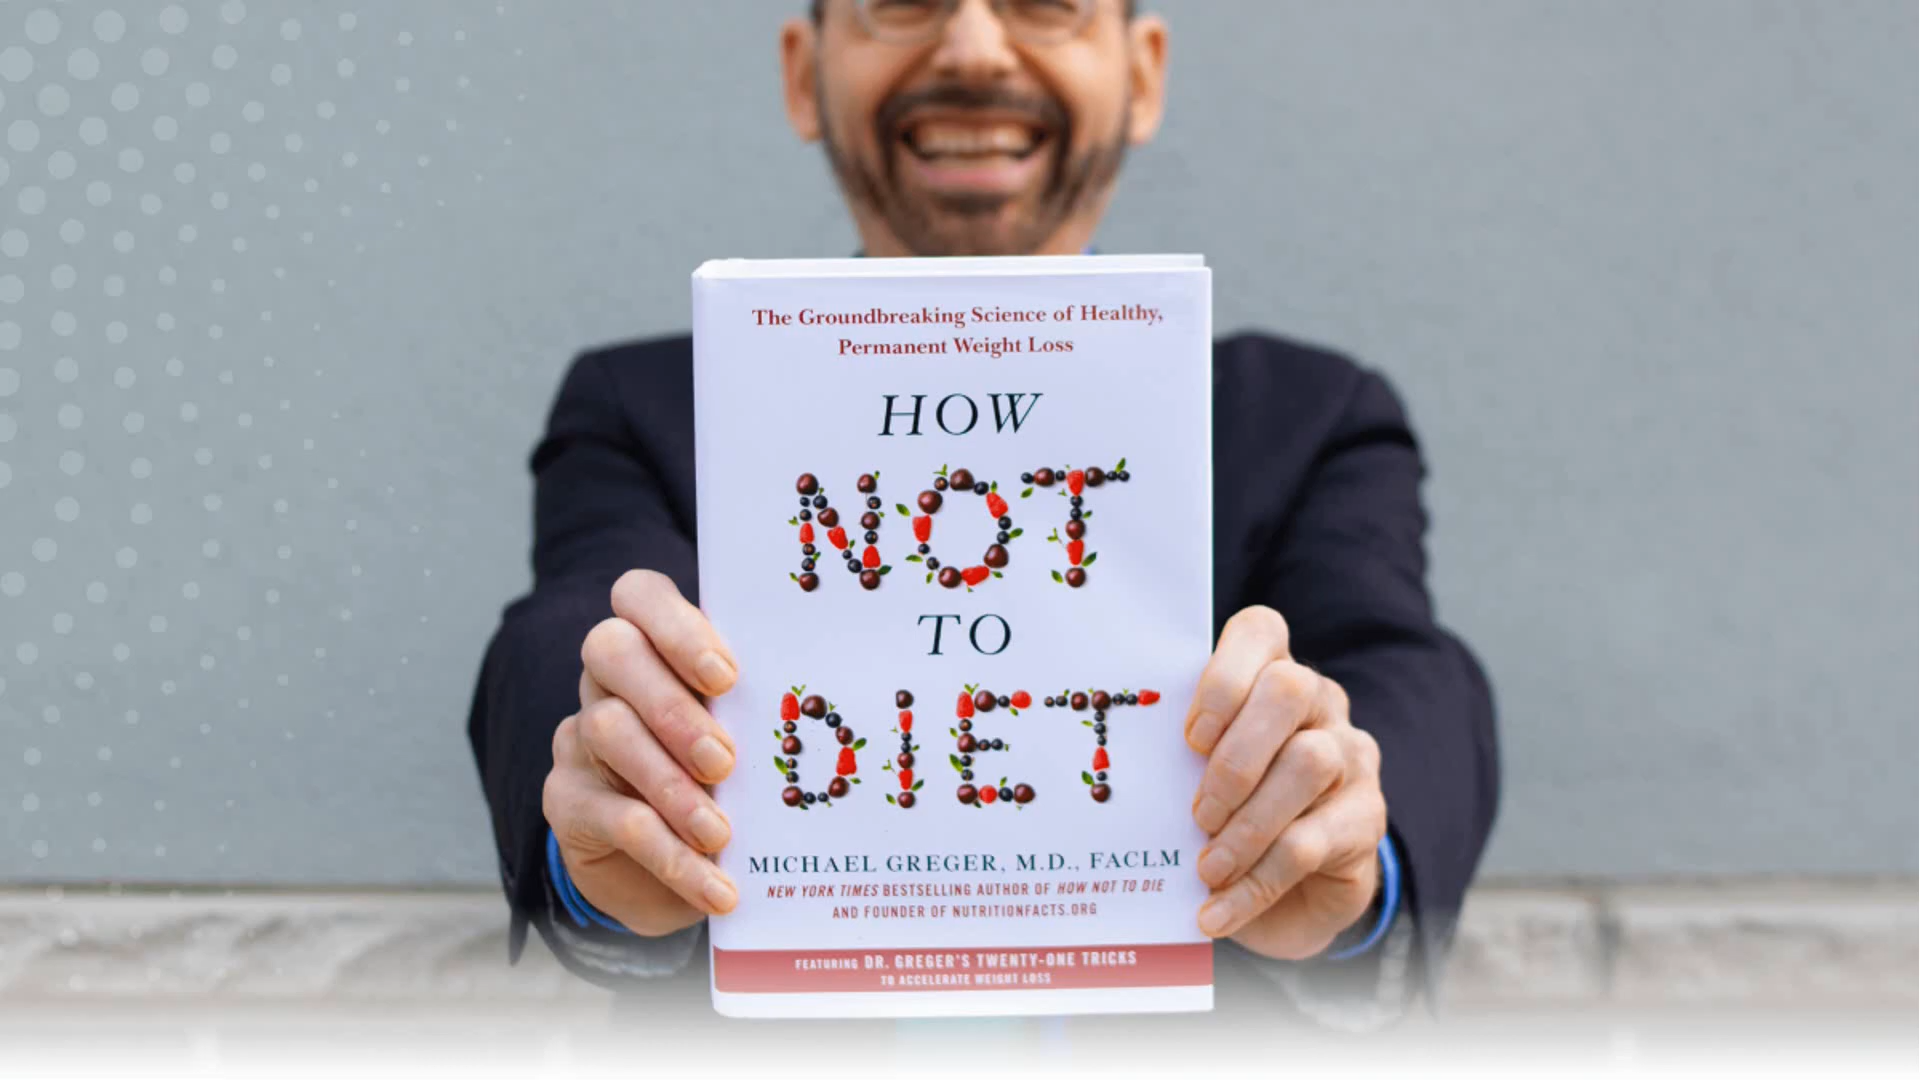 The Groundbreaking Science of Healthy,
Permanent Weight Loss
HOW
NOT
TO
DIET
MICHAEL GREGER, M.D., FACLM
NEW YORK TIMES BESTSELLING AUTHOR OF HOW NOT TO DIE
AND FOUNDER OF NUTRITIONFACTS.ORG
FEATURING DR. GREGER'S TWENTY-ONE TRICKS
TO ACCELERATE WEIGHT LOSS